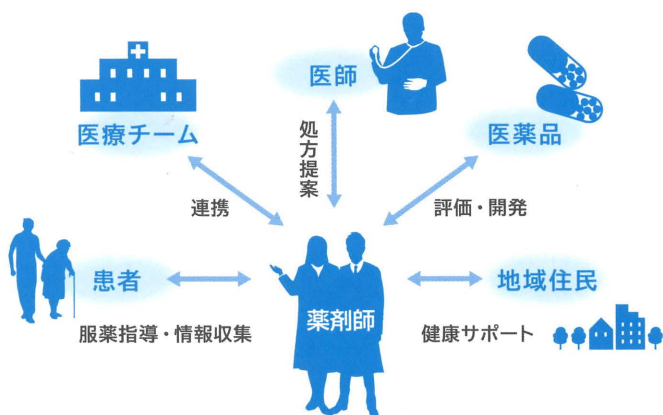 医師
医療チーム
医薬品
処方提案
連携
評価・開発
患者
薬剤師
地域住民
服薬指導・情報収集
健康サポート